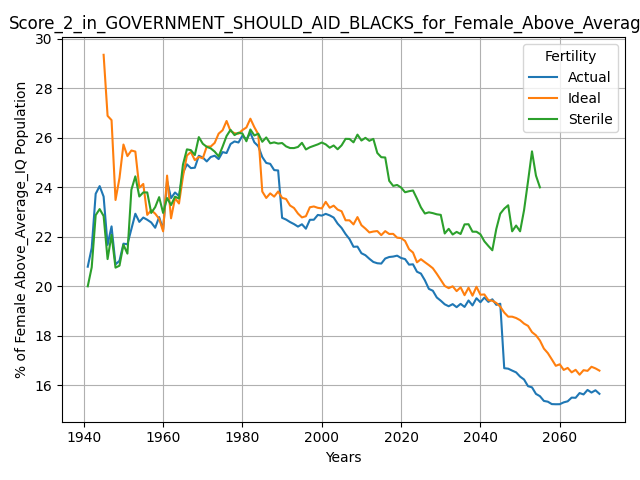 Score_2_in_GOVERNMENT_SHOULD_AID_BLACKS_for_Female_Above_Averag
Fertility
Actual
Ideal
Sterile
% of Female Above_Average_IQ Population
30
28
26
24
22
20
18
16
1940 1960 1980 2000 2020 2040 2060
Years